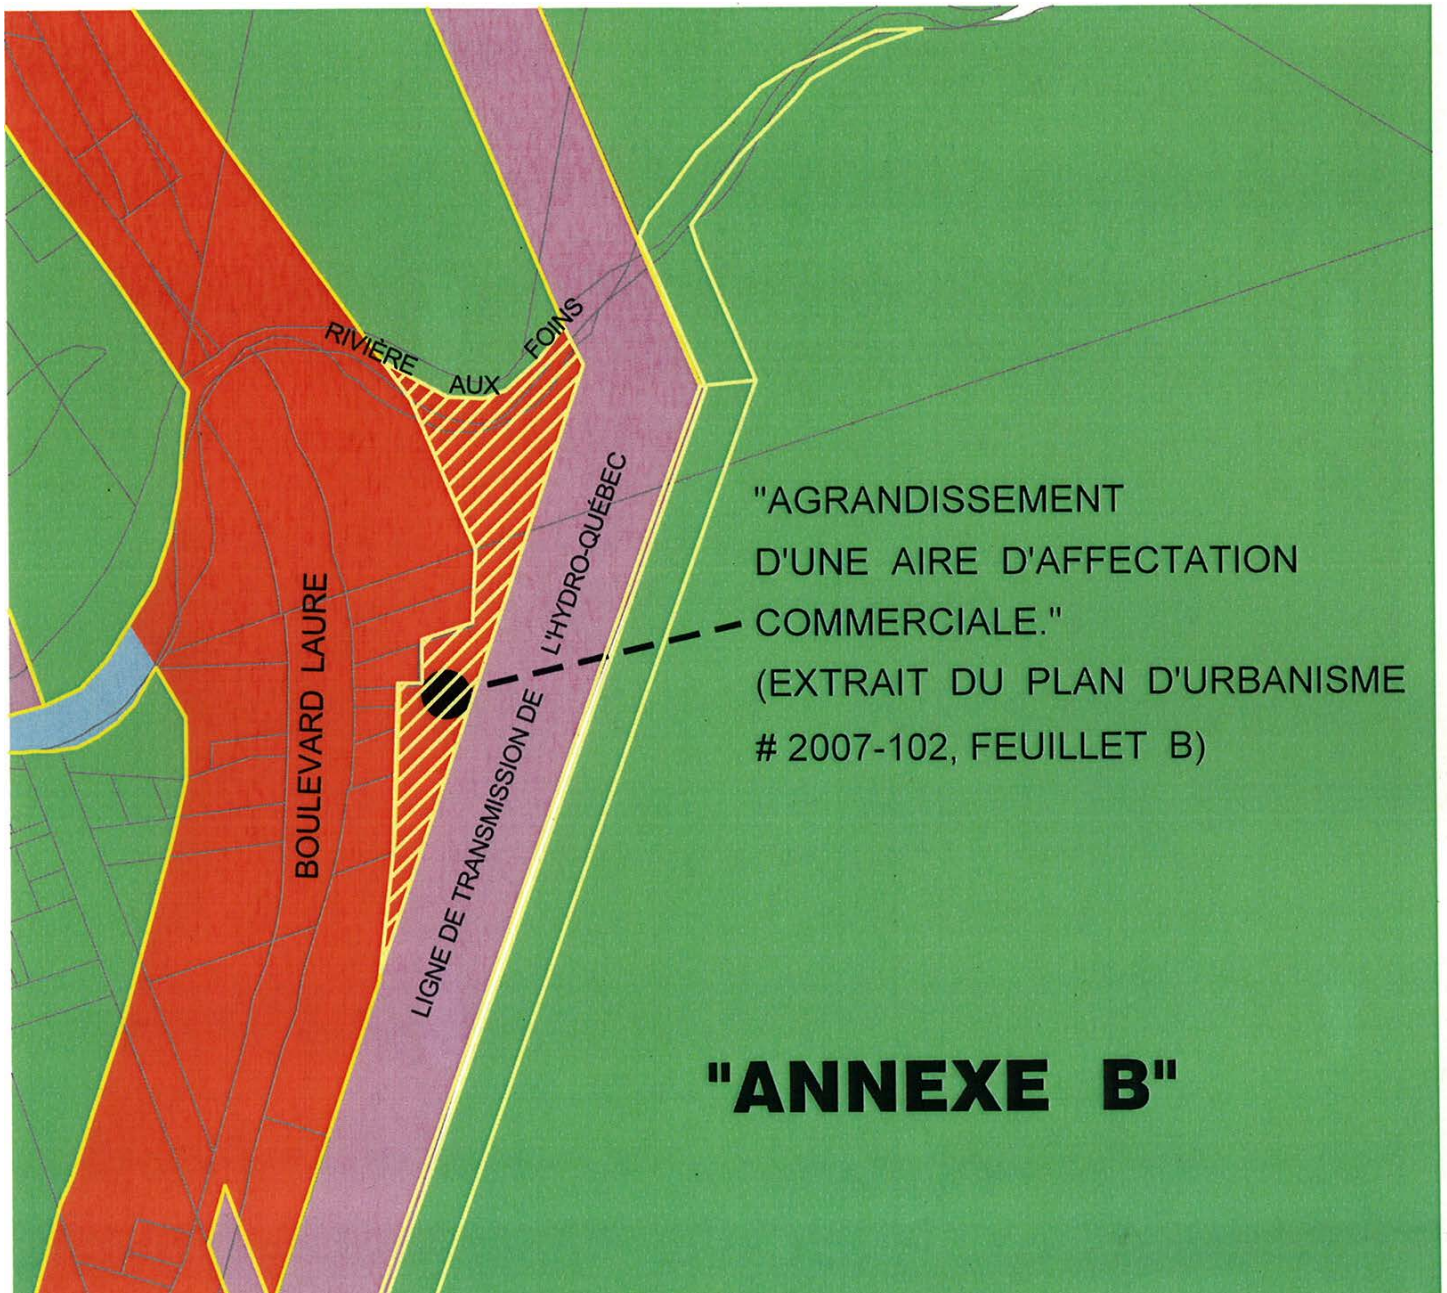 RIVIÈRE AUX FOINS
"AGRANDISSEMENT
D'UNE AIRE D'AFFECTATION
COMMERCIALE."
(EXTRAIT DU PLAN D'URBANISME
# 2007-102, FEUILLET B)
BOULEVARD LAURE
LIGNE DE TRANSMISSION DE L'HYDRO-QUÉBEC
"ANNEXE B"